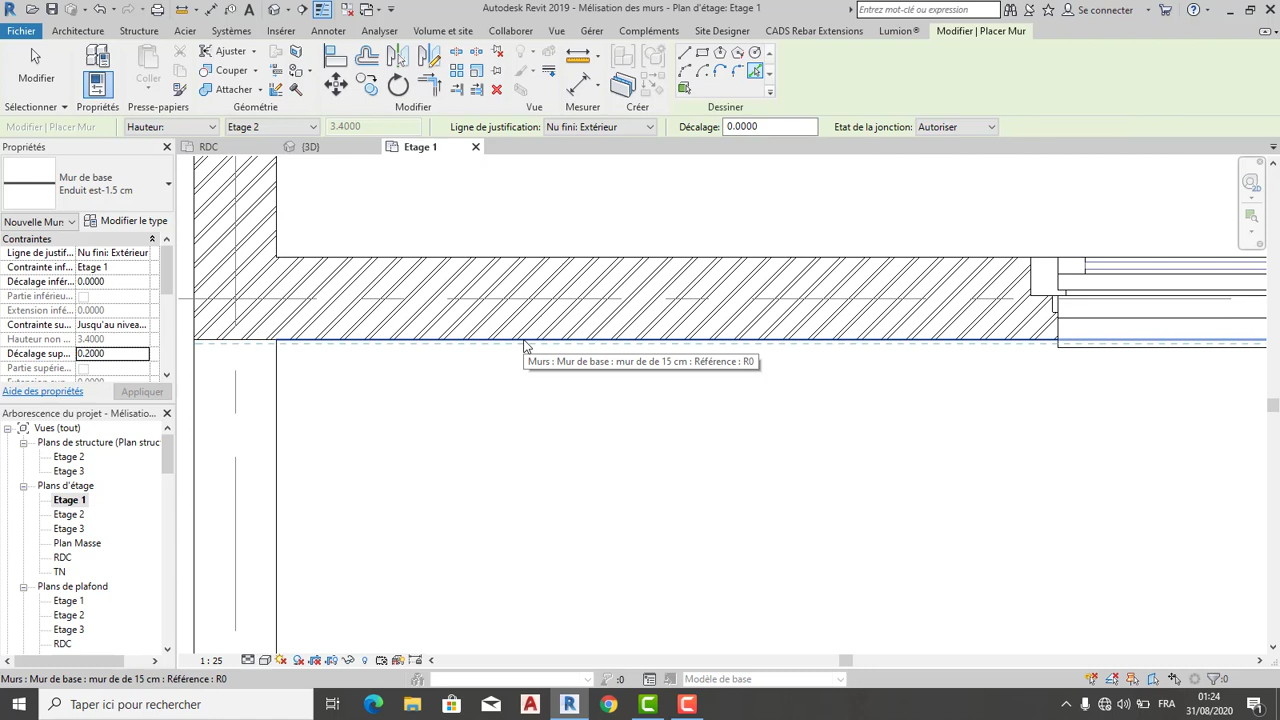 Autodesk Revit 2019 - Mélisation des murs - Plan d'étage: Etage 1
Entrez mot-clé ou expression
Se connecter
Fichier
Architecture
Structure
Acier
Systèmes
Insérer
Annoter
Analyser
Volume et site
Collaborer
Vue
Gérer
Compléments
Site Designer
CADS Rebar Extensions
Lumion®
Modifier | Placer Mur
Modifier
Coller
Ajuster
Couper
Attacher
Sélectionner
Propriétés
Presse-papiers
Géométrie
Modifier
Vue
Mesurer
Créer
Dessiner
Modifier | Placer Mur
Hauteur:
Etage 2
3.4000
Ligne de justification:
Nu fini: Extérieur
Décalage:
0.0000
Etat de la jonction:
Autoriser
Propriétés
RDC
{3D}
Etage 1
Mur de base
Enduit est-1.5 cm
Nouvelle Mur:
Modifier le type
Contraintes
Ligne de justif... Nu fini: Extérieur
Contrainte inf... Etage 1
Décalage infér... 0.0000
Partie inférieu...
Extension infé... 0.0000
Contrainte su... Jusqu'au nivea...
Hauteur non ... 3.4000
Décalage sup... 0.2000
Partie supérie...
Aide des propriétés
Appliquer
Arborescence du projet - Mélisatio...
Vues (tout)
Plans de structure (Plan struc
Etage 2
Etage 3
Plans d'étage
Etage 1
Etage 2
Etage 3
Plan Masse
RDC
TN
Plans de plafond
Etage 1
Etage 2
Etage 3
RDC
Murs : Mur de base : mur de de 15 cm : Référence : R0
1 : 25
Murs : Mur de base : mur de de 15 cm : Référence : R0
:0
Modèle de base
:0
Taper ici pour rechercher
FRA
01:24
31/08/2020